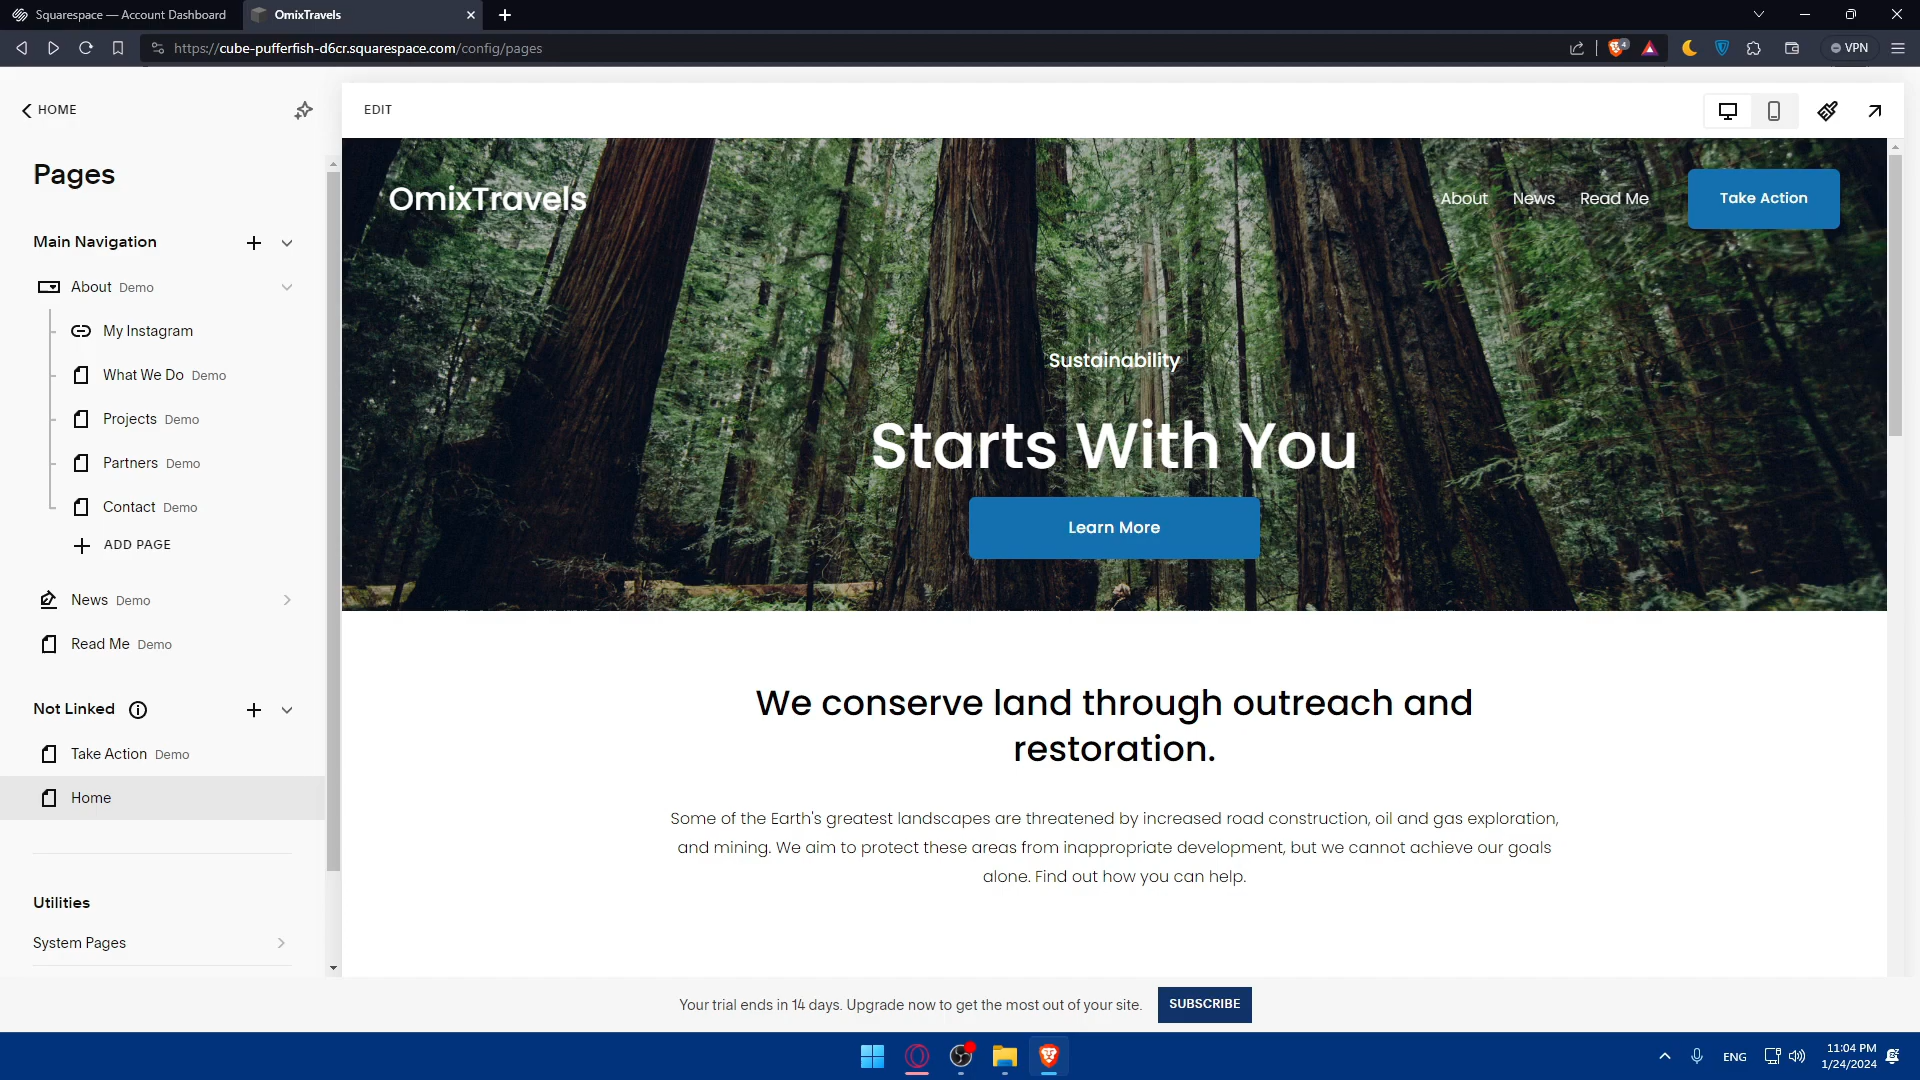 Squarespace — Account Dashboard
OmixTravels
https://cube-pufferfish-d6cr.squarespace.com/config/pages
4
VPN
HOME
EDIT
Pages
Main Navigation
About Demo
My Instagram
What We Do Demo
Projects Demo
Partners Demo
Contact Demo
ADD PAGE
News Demo
Read Me Demo
Not Linked
Take Action Demo
Home
Utilities
System Pages
OmixTravels
About News Read Me Take Action
Sustainability
Starts With You
Learn More
We conserve land through outreach and
restoration.
Some of the Earth's greatest landscapes are threatened by increased road construction, oil and gas exploration,
and mining. We aim to protect these areas from inappropriate development, but we cannot achieve our goals
alone. Find out how you can help.
Your trial ends in 14 days. Upgrade now to get the most out of your site. SUBSCRIBE
ENG
11:04 PM
1/24/2024